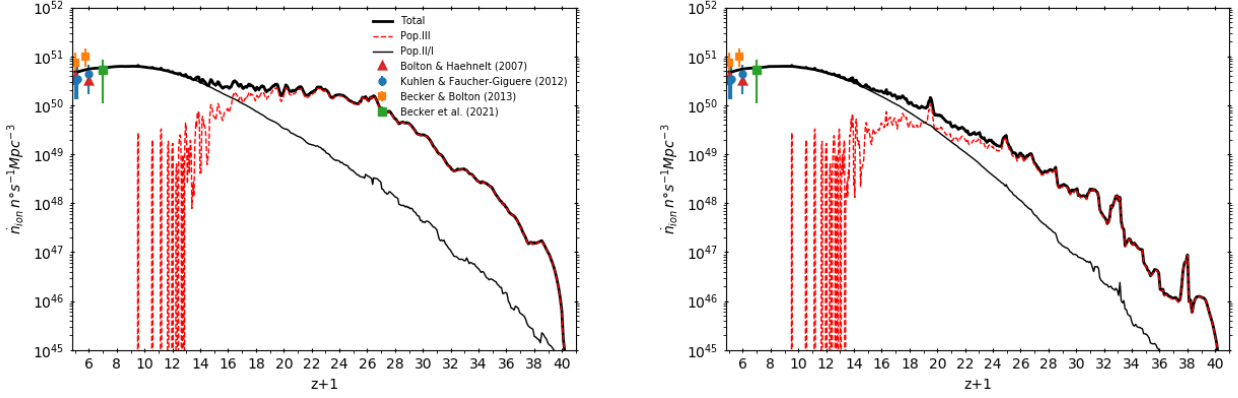 10^52
10^51
10^50
10^49
10^48
10^47
10^46
10^45
ṅ_ion n°s^−1Mpc^−3
6 8 10 12 14 16 18 20 22 24 26 28 30 32 34 36 38 40
z+1
Total
Pop.III
Pop.II/I
Bolton & Haehnelt (2007)
Kuhlen & Faucher-Giguere (2012)
Becker & Bolton (2013)
Becker et al. (2021)
10^52
10^51
10^50
10^49
10^48
10^47
10^46
10^45
ṅ_ion n°s^−1Mpc^−3
6 8 10 12 14 16 18 20 22 24 26 28 30 32 34 36 38 40
z+1